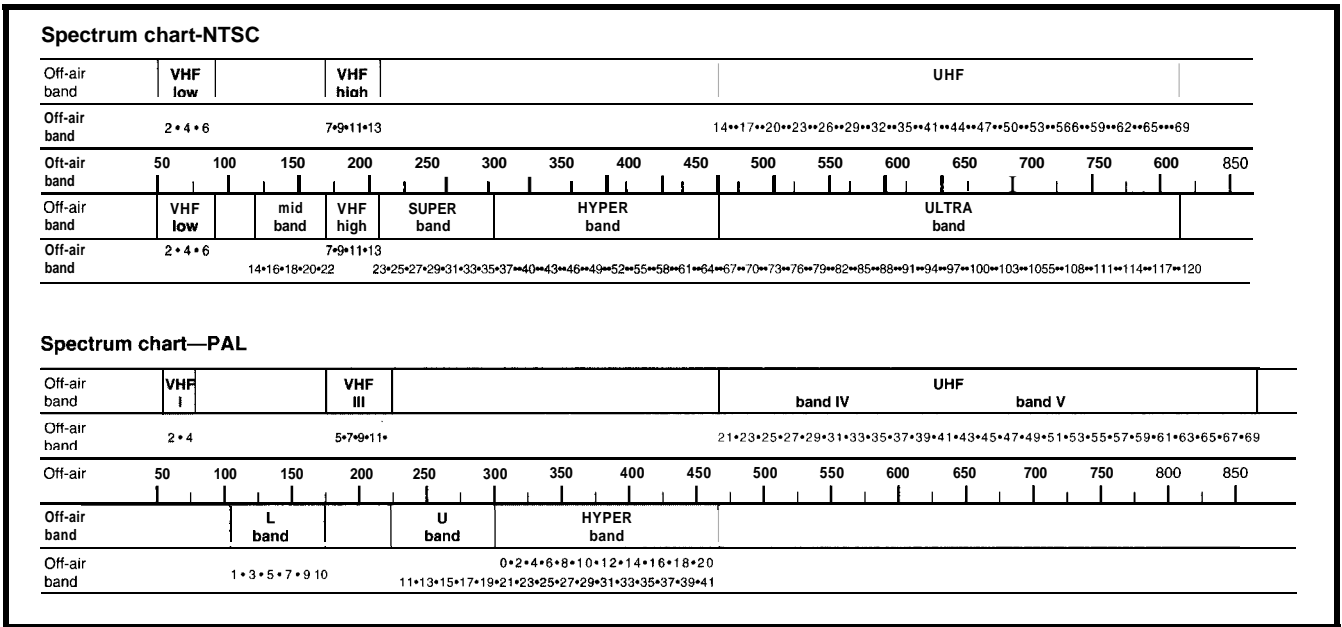 Spectrum chart-NTSC
Off-air band VHF low VHF high UHF
Off-air band 2•4•6 7•9•11•13 14••17••20••23••26••29••32••35••41••44••47••50••53••566••59••62••65•••69
Oft-air band 50 100 150 200 250 300 350 400 450 500 550 600 650 700 750 600 850
Off-air band VHF low mid band VHF high SUPER band HYPER band ULTRA band
Off-air band 2•4•6 7•9•11•13
14•16•18•20•22 23•25•27•29•31•33•35•37••40••43••46••49••52••55••58••61••64••67••70••73••76••79••82••85••88••91••94••97••100••103••1055••108••111••114••117••120
Spectrum chart—PAL
Off-air band VHF I VHF III UHF
band IV band V
Off-air band 2•4 5•7•9•11• 21•23•25•27•29•31•33•35•37•39•41•43•45•47•49•51•53•55•57•59•61•63•65•67•69
Off-air 50 100 150 200 250 300 350 400 450 500 550 600 650 700 750 800 850
Off-air band L band U band HYPER band
Off-air band 0•2•4•6•8•10•12•14•16•18•20
1•3•5•7•9 10 11•13•15•17•19•21•23•25•27•29•31•33•35•37•39•41